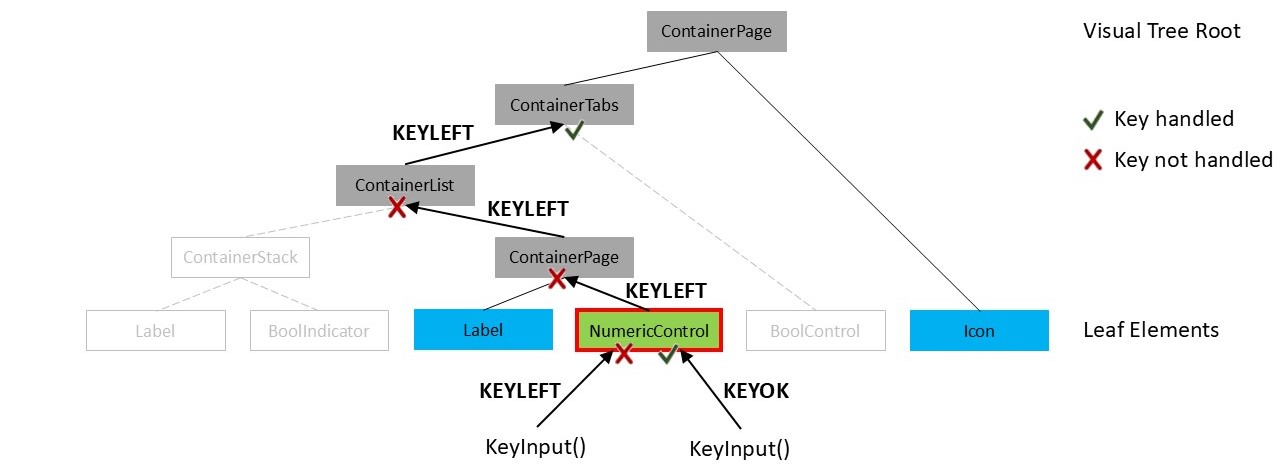 ContainerPage
Visual Tree Root
ContainerTabs
Key handled
KEYLEFT
Key not handled
ContainerList
KEYLEFT
ContainerStack
ContainerPage
KEYLEFT
Label
BoolIndicator
Label
NumericControl
BoolControl
Icon
Leaf Elements
KEYLEFT
KEYOK
KeyInput()
KeyInput()